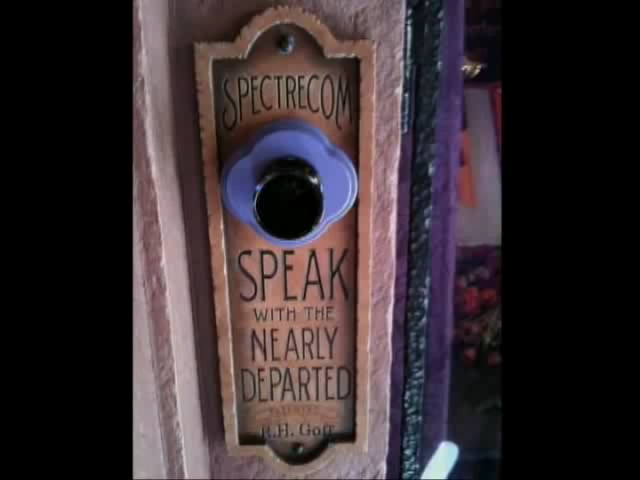 SPECTRECOM
SPEAK
WITH THE
NEARLY
DEPARTED
R.H. Goff